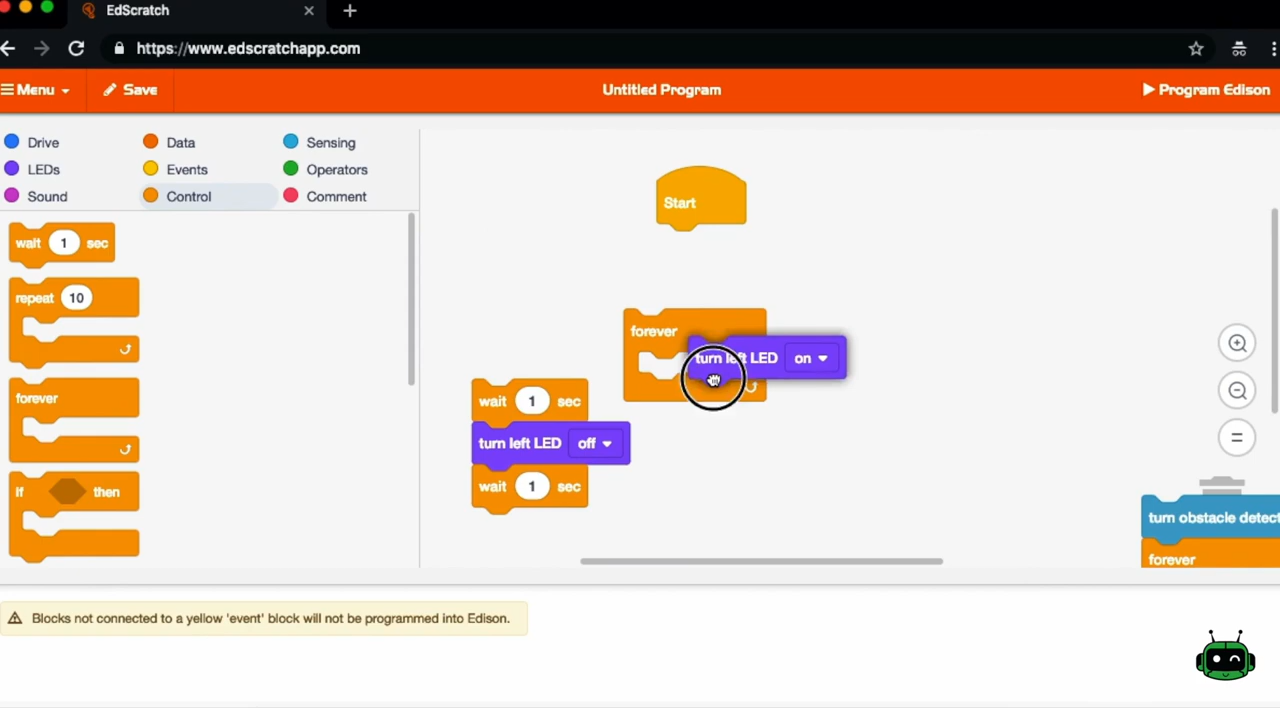 EdScratch
https://www.edscratchapp.com
Menu
Save
Untitled Program
Program Edison
Drive
Data
Sensing
LEDs
Events
Operators
Sound
Control
Comment
wait 1 sec
repeat 10
forever
if then
Start
forever
turn left LED on
wait 1 sec
turn left LED off
wait 1 sec
turn obstacle detect
forever
Blocks not connected to a yellow 'event' block will not be programmed into Edison.